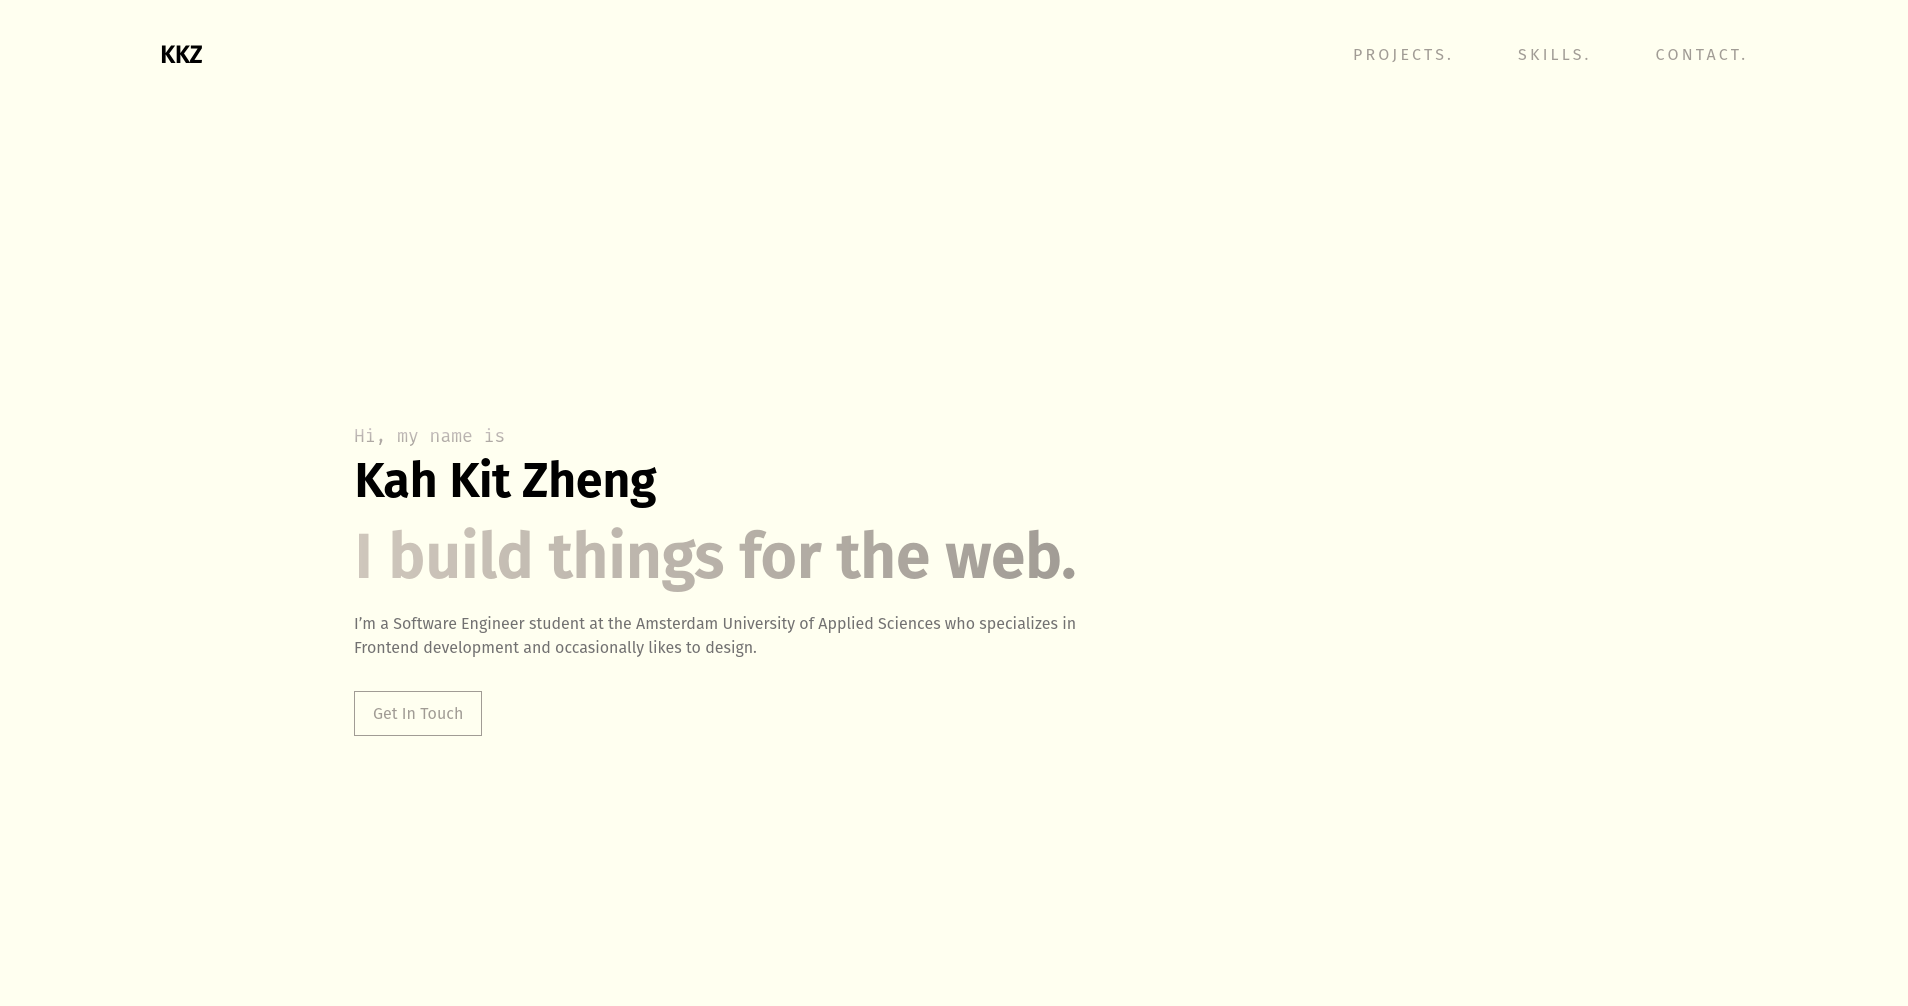 KKZ
PROJECTS.
SKILLS.
CONTACT.
Hi, my name is
Kah Kit Zheng
I build things for the web.
I’m a Software Engineer student at the Amsterdam University of Applied Sciences who specializes in
Frontend development and occasionally likes to design.
Get In Touch